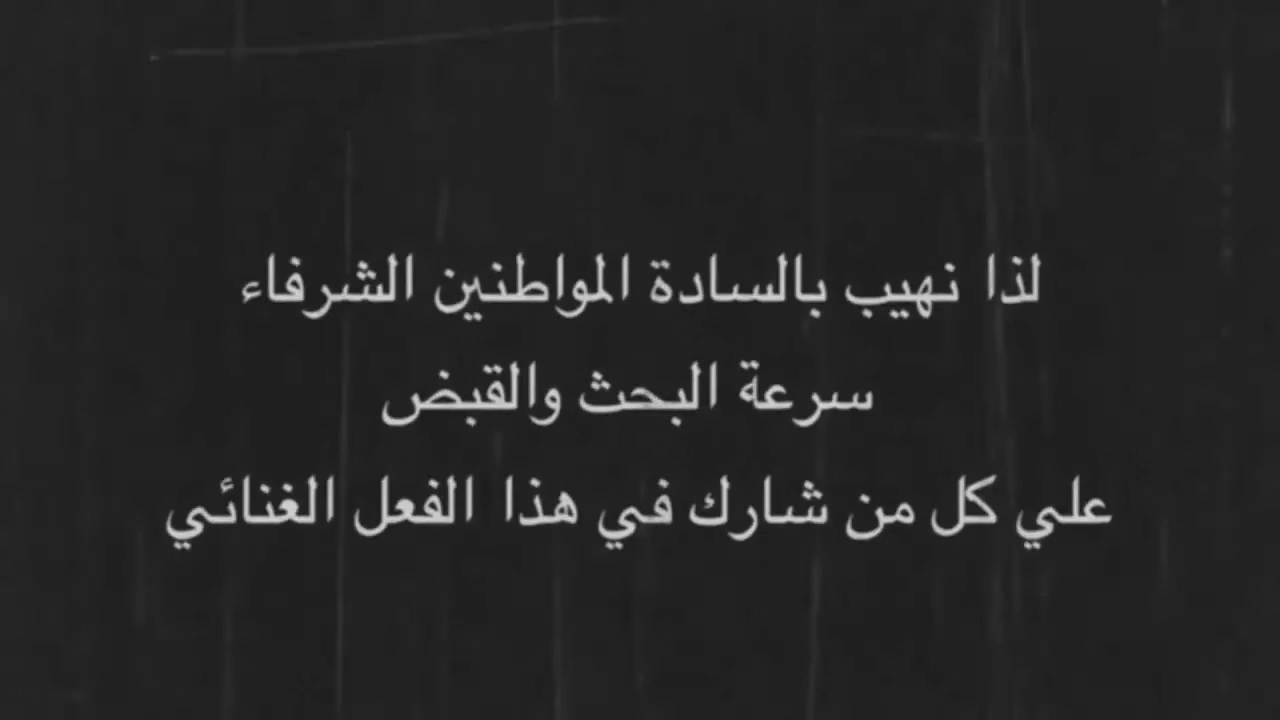 لذا نهيب بالسادة المواطنين الشرفاء
سرعة البحث والقبض
علي كل من شارك في هذا الفعل الغنائي